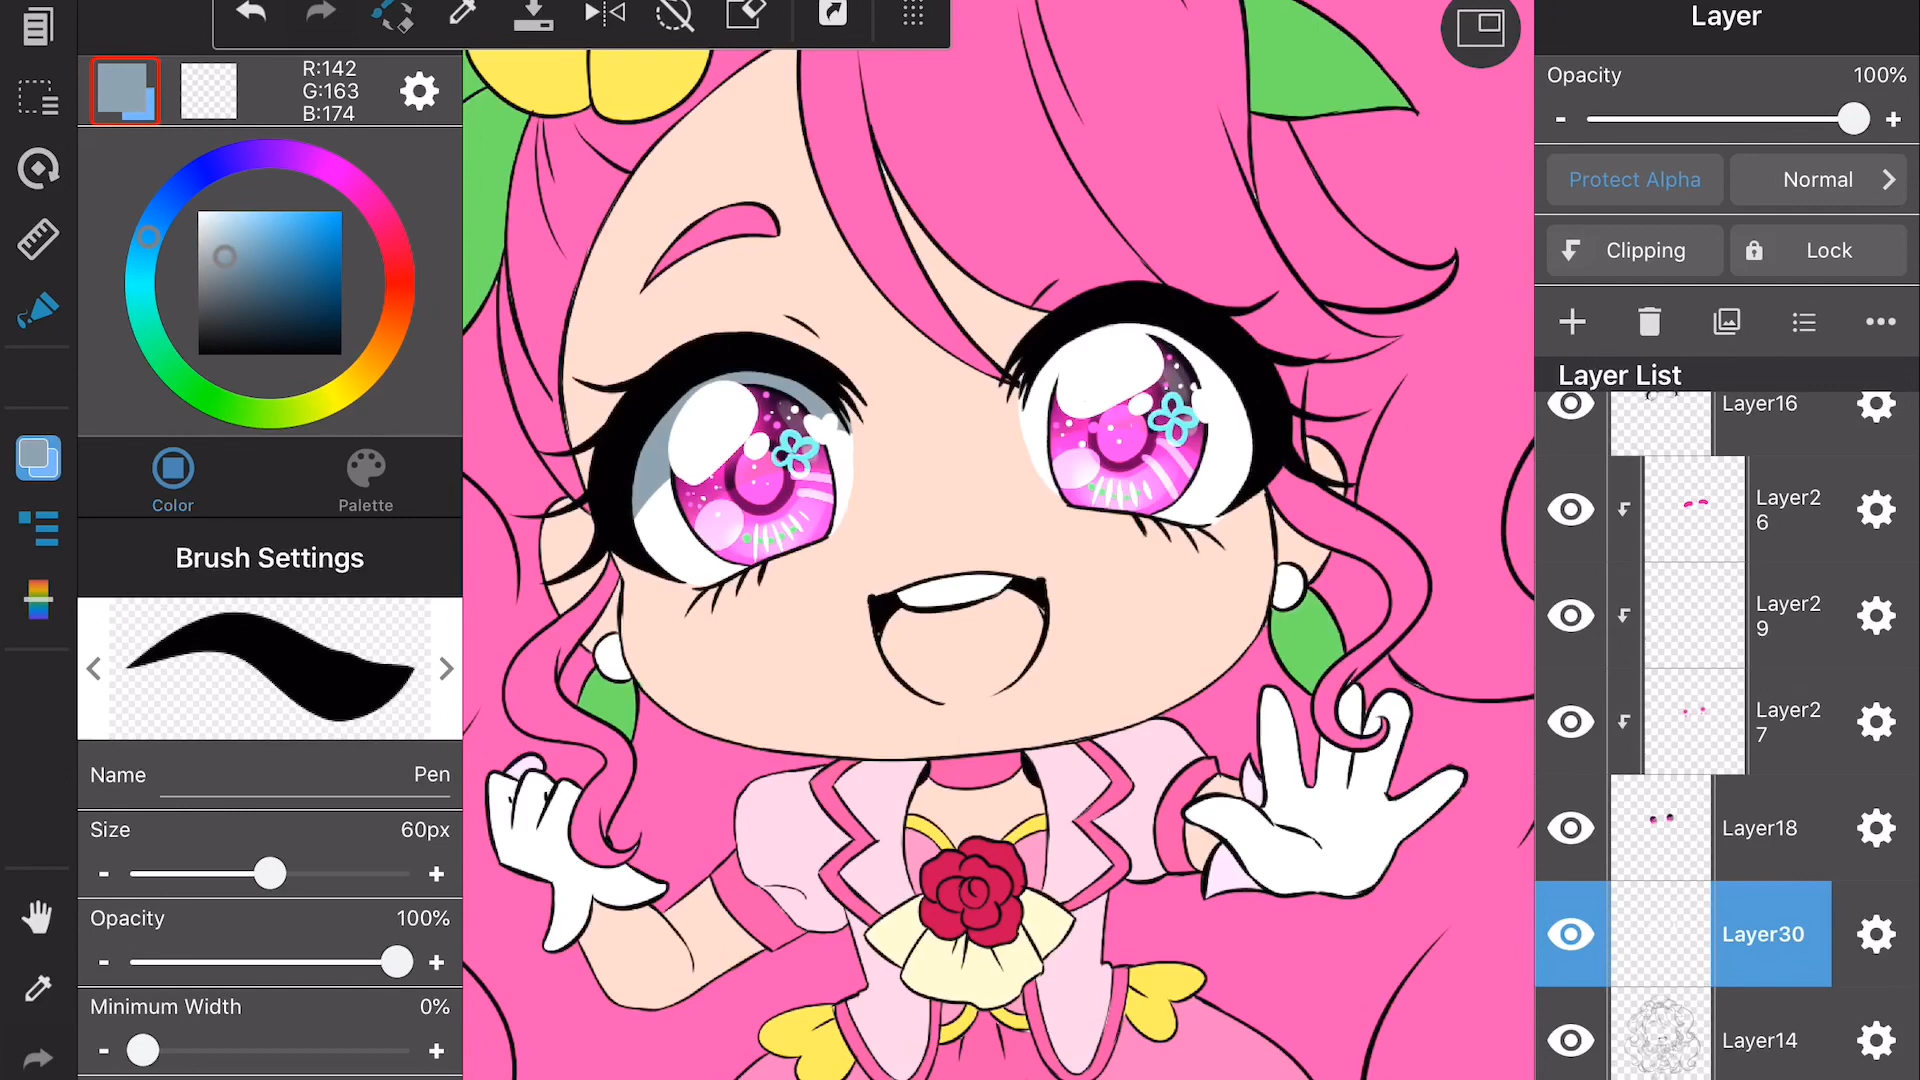 Layer
R:142
G:163
B:174
Opacity 100%
- +
Protect Alpha Normal
Clipping Lock
Layer List
Layer16
Layer2
6
Layer2
9
Layer2
7
Layer18
Layer30
Layer14
Color Palette
Brush Settings
Name Pen
Size 60px
- +
Opacity 100%
- +
Minimum Width 0%
- +